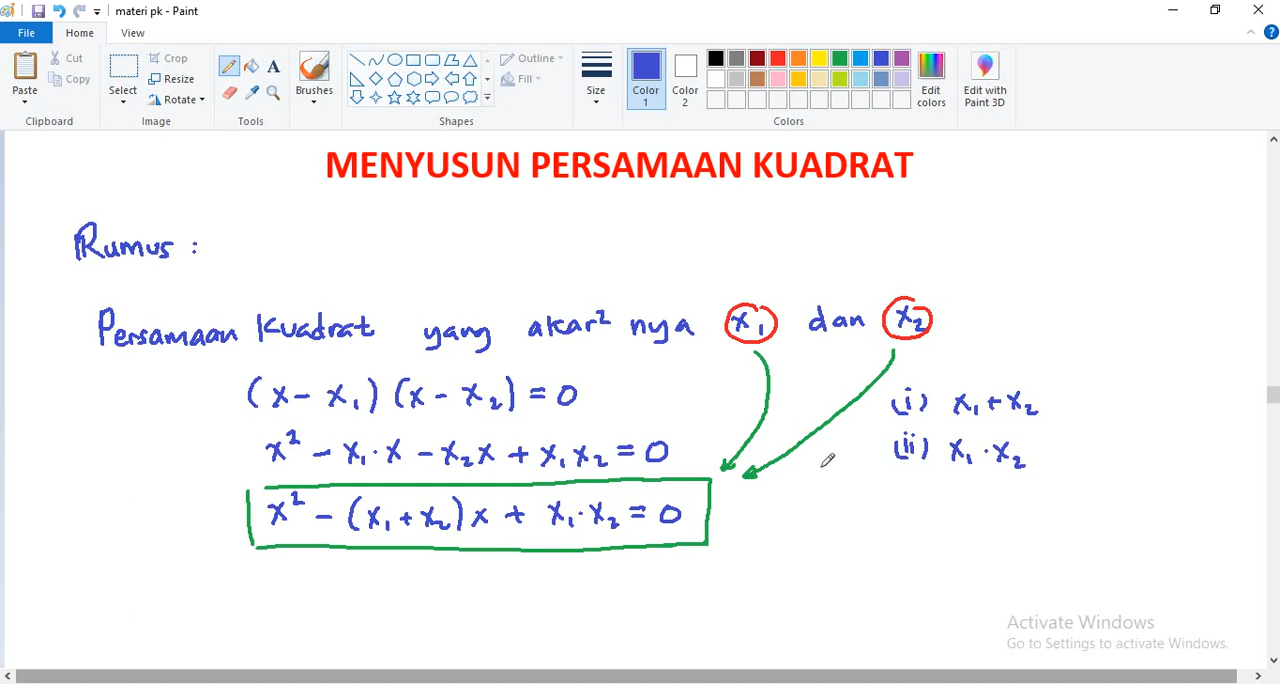 materi pk - Paint
File Home View
Paste Cut Copy Clipboard
Select Crop Resize Rotate Image
Tools
Brushes
Outline Fill Shapes
Size
Color 1 Color 2 Edit colors Colors
Edit with Paint 3D
MENYUSUN PERSAMAAN KUADRAT
Rumus :
Persamaan Kuadrat yang akar² nya x₁ dan x₂
(x - x₁) (x - x₂) = 0
(i) x₁ + x₂
x² - x₁·x - x₂x + x₁x₂ = 0
(ii) x₁ · x₂
x² - (x₁ + x₂)x + x₁·x₂ = 0
Activate Windows
Go to Settings to activate Windows.